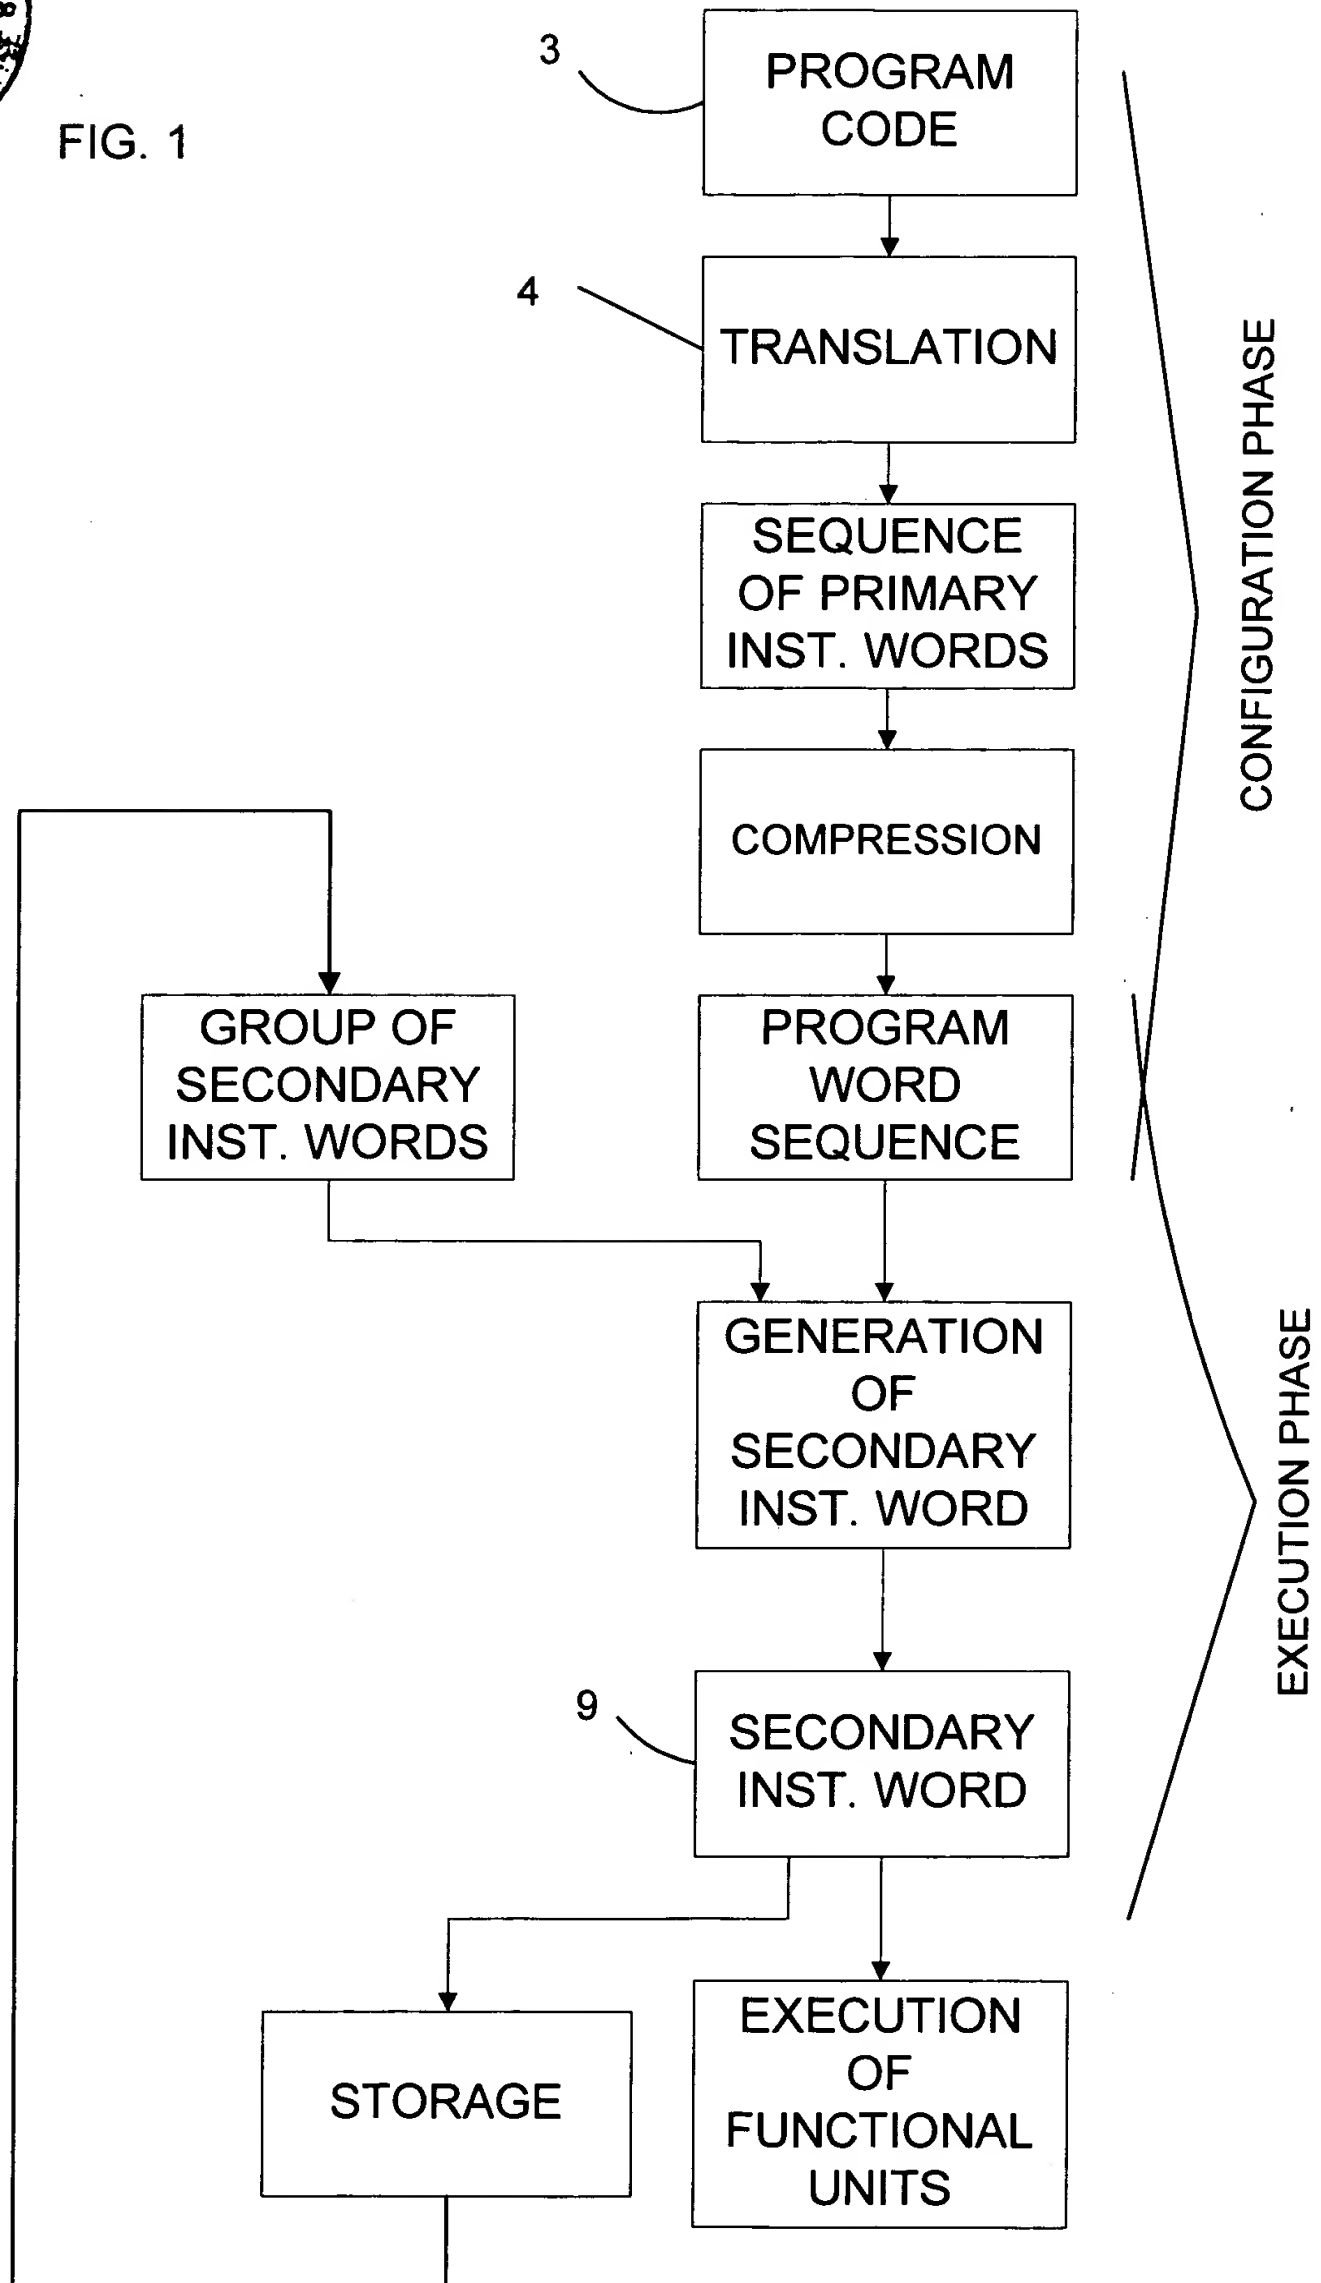 FIG. 1
3
PROGRAM
CODE
4
TRANSLATION
SEQUENCE
OF PRIMARY
INST. WORDS
COMPRESSION
CONFIGURATION PHASE
GROUP OF
SECONDARY
INST. WORDS
PROGRAM
WORD
SEQUENCE
GENERATION
OF
SECONDARY
INST. WORD
EXECUTION PHASE
9
SECONDARY
INST. WORD
STORAGE
EXECUTION
OF
FUNCTIONAL
UNITS